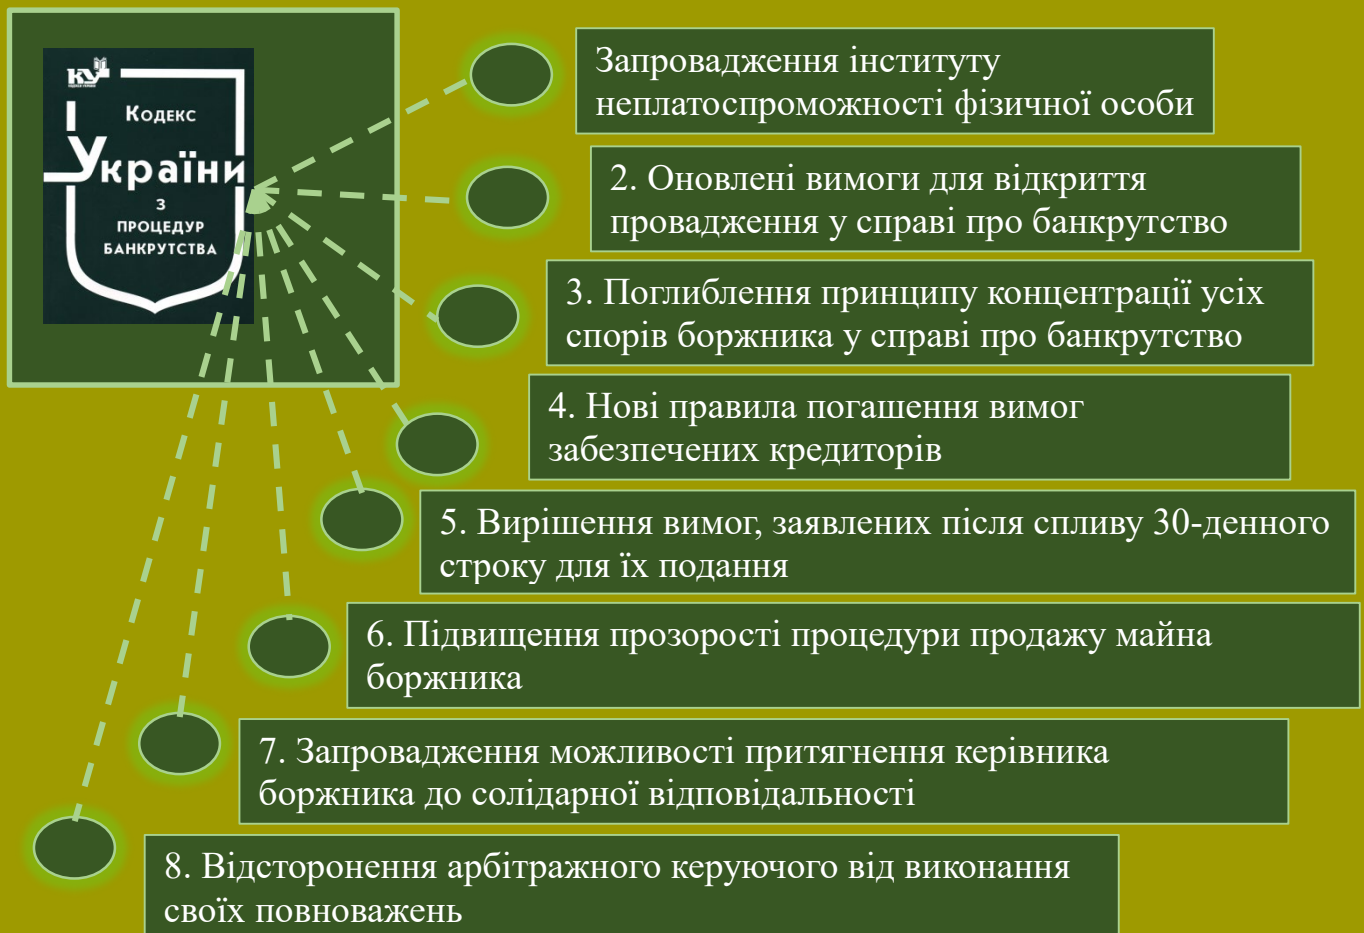 КУ
Кодекс
України
з
процедур
банкрутства
Запровадження інституту
неплатоспроможності фізичної особи
2. Оновлені вимоги для відкриття
провадження у справі про банкрутство
3. Поглиблення принципу концентрації усіх
спорів боржника у справі про банкрутство
4. Нові правила погашення вимог
забезпечених кредиторів
5. Вирішення вимог, заявлених після спливу 30-денного
строку для їх подання
6. Підвищення прозорості процедури продажу майна
боржника
7. Запровадження можливості притягнення керівника
боржника до солідарної відповідальності
8. Відсторонення арбітражного керуючого від виконання
своїх повноважень